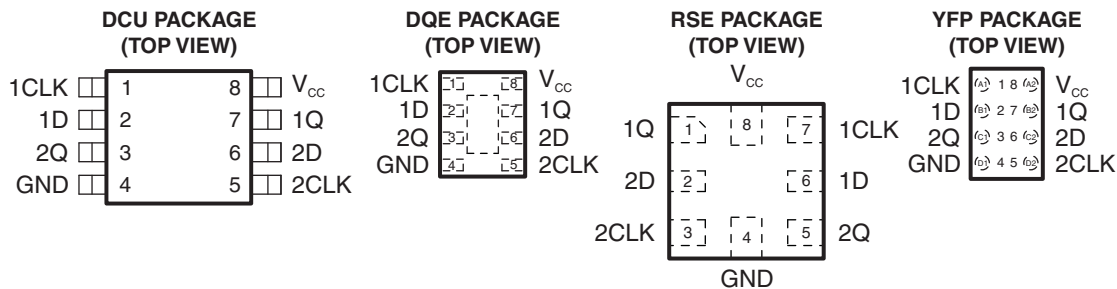 DCU PACKAGE
(TOP VIEW)
1CLK 1 8 VCC
1D 2 7 1Q
2Q 3 6 2D
GND 4 5 2CLK
DQE PACKAGE
(TOP VIEW)
1CLK 1 8 VCC
1D 2 7 1Q
2Q 3 6 2D
GND 4 5 2CLK
RSE PACKAGE
(TOP VIEW)
VCC
1Q 1 8 7 1CLK
2D 2 6 1D
2CLK 3 4 5 2Q
GND
YFP PACKAGE
(TOP VIEW)
1CLK A1 1 8 A2 VCC
1D B1 2 7 B2 1Q
2Q C1 3 6 C2 2D
GND D1 4 5 D2 2CLK